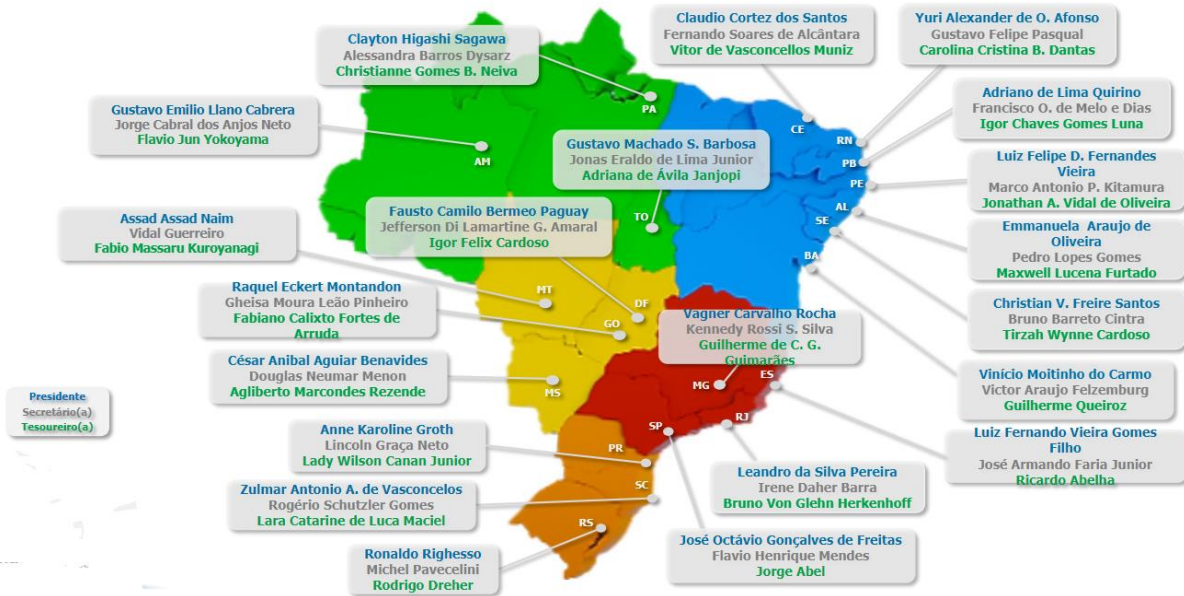 Claudio Cortez dos Santos
Fernando Soares de Alcântara
Vitor de Vasconcellos Muniz
Yuri Alexander de O. Afonso
Gustavo Felipe Pasqual
Carolina Cristina B. Dantas
Clayton Higashi Sagawa
Alessandra Barros Dysarz
Christianne Gomes B. Neiva
Adriano de Lima Quirino
Francisco O. de Melo e Dias
Igor Chaves Gomes Luna
Gustavo Emilio Llano Cabrera
Jorge Cabral dos Anjos Neto
Flavio Jun Yokoyama
Gustavo Machado S. Barbosa
Jonas Eraldo de Lima Junior
Adriana de Ávila Janjopi
Luiz Felipe D. Fernandes
Vieira
Marco Antonio P. Kitamura
Jonathan A. Vidal de Oliveira
Assad Assad Naim
Vidal Guerreiro
Fabio Massaru Kuroyanagi
Fausto Camilo Bermeo Paguay
Jefferson Di Lamartine G. Amaral
Igor Felix Cardoso
Emmanuela Araujo de
Oliveira
Pedro Lopes Gomes
Maxwell Lucena Furtado
Raquel Eckert Montandon
Gheisa Moura Leão Pinheiro
Fabiano Calixto Fortes de
Arruda
Christian V. Freire Santos
Bruno Barreto Cintra
Tirzah Wynne Cardoso
Vagner Carvalho Rocha
Kennedy Rossi S. Silva
Guilherme de C. G.
Guimarães
César Anibal Aguiar Benavides
Douglas Neumar Menon
Agliberto Marcondes Rezende
Vinício Moitinho do Carmo
Victor Araujo Felzemburg
Guilherme Queiroz
Presidente
Secretário(a)
Tesoureiro(a)
Anne Karoline Groth
Lincoln Graça Neto
Lady Wilson Canan Junior
Luiz Fernando Vieira Gomes
Filho
José Armando Faria Junior
Ricardo Abelha
Leandro da Silva Pereira
Irene Daher Barra
Bruno Von Glehn Herkenhoff
Zulmar Antonio A. de Vasconcelos
Rogério Schutzler Gomes
Lara Catarine de Luca Maciel
José Octávio Gonçalves de Freitas
Flavio Henrique Mendes
Jorge Abel
Ronaldo Righesso
Michel Pavecelini
Rodrigo Dreher
PA
CE
RN
AM
PB
PE
AL
TO
SE
BA
MT
DF
GO
MS
MG
ES
SP
RJ
PR
SC
RS